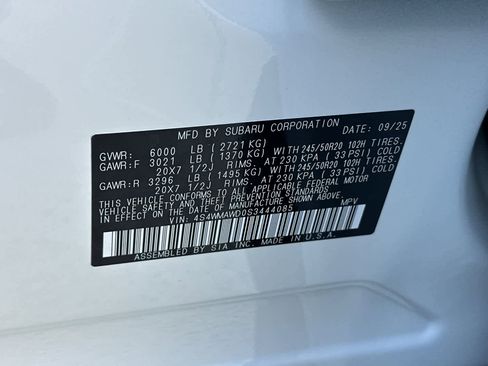 MFD BY SUBARU CORPORATION DATE: 09/25
GVWR: 6000 LB ( 2721 KG)
GAWR: F 3021 LB ( 1370 KG) WITH 245/50R20 102H TIRES,
20X7 1/2J RIMS. AT 230 KPA ( 33 PSI) COLD
GAWR: R 3296 LB ( 1495 KG) WITH 245/50R20 102H TIRES,
20X7 1/2J RIMS. AT 230 KPA ( 33 PSI) COLD
THIS VEHICLE CONFORMS TO ALL APPLICABLE FEDERAL MOTOR
VEHICLE SAFETY AND THEFT PREVENTION STANDARDS
IN EFFECT ON THE DATE OF MANUFACTURE SHOWN ABOVE.
VIN: 4S4WMAWD0S3444085 MPV
ASSEMBLED BY SIA INC. MADE IN U.S.A.